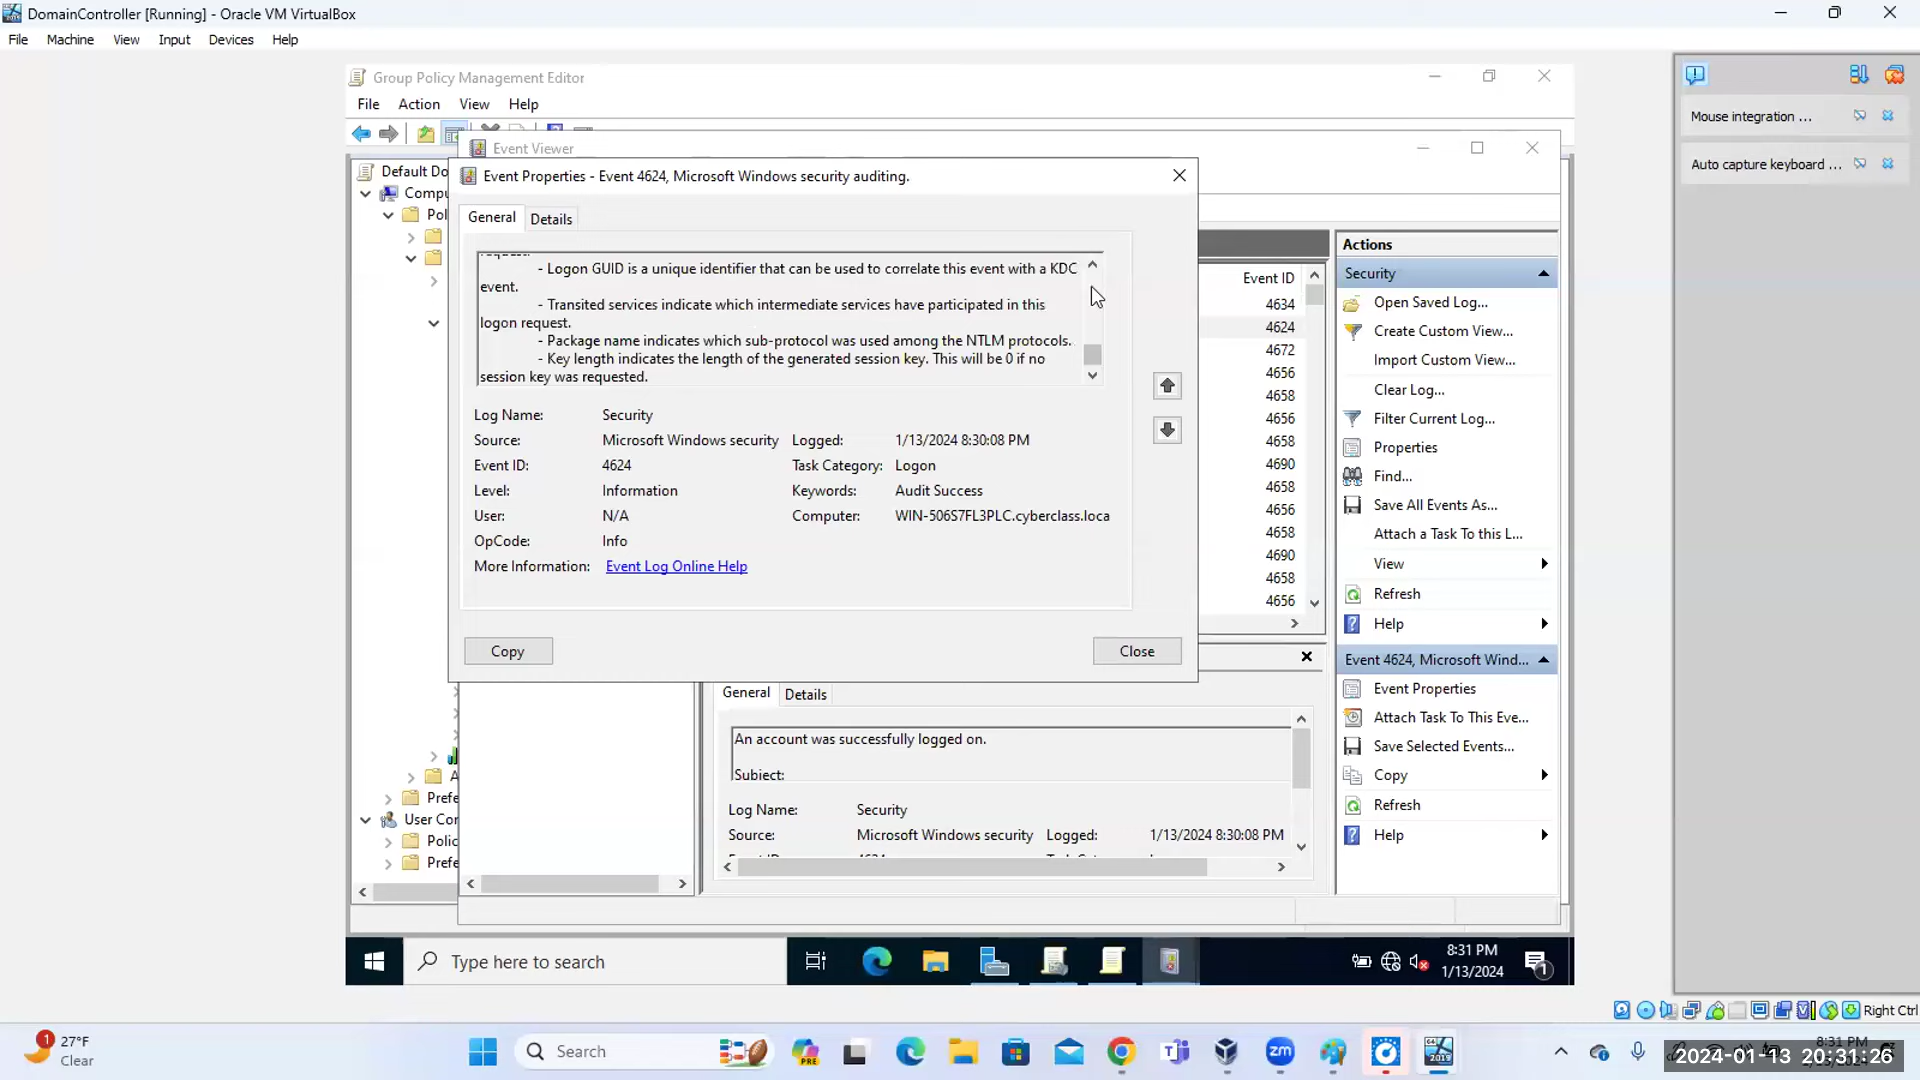 DomainController [Running] - Oracle VM VirtualBox
File Machine View Input Devices Help
Group Policy Management Editor
File Action View Help
Event Viewer
Default Do
Compu
Pol
Event Properties - Event 4624, Microsoft Windows security auditing.
General Details
- Logon GUID is a unique identifier that can be used to correlate this event with a KDC
event.
- Transited services indicate which intermediate services have participated in this
logon request.
- Package name indicates which sub-protocol was used among the NTLM protocols.
- Key length indicates the length of the generated session key. This will be 0 if no
session key was requested.
Log Name: Security
Source: Microsoft Windows security Logged: 1/13/2024 8:30:08 PM
Event ID: 4624 Task Category: Logon
Level: Information Keywords: Audit Success
User: N/A Computer: WIN-506S7FL3PLC.cyberclass.loca
OpCode: Info
More Information: Event Log Online Help
Copy Close
Event ID
4634
4624
4672
4656
4658
4656
4658
4690
4658
4656
4658
4690
4658
4656
Actions
Security
Open Saved Log...
Create Custom View...
Import Custom View...
Clear Log...
Filter Current Log...
Properties
Find...
Save All Events As...
Attach a Task To this L...
View
Refresh
Help
Event 4624, Microsoft Wind...
Event Properties
Attach Task To This Eve...
Save Selected Events...
Copy
Refresh
Help
A
Prefe
User Cor
Polic
Prefe
General Details
An account was successfully logged on.
Subject:
Log Name: Security
Source: Microsoft Windows security Logged: 1/13/2024 8:30:08 PM
Mouse integration ...
Auto capture keyboard ...
Type here to search
8:31 PM
1/13/2024
1
Right Ctrl
1
27°F
Clear
Search
PRE
zm
2019
2024-01-13 20:31:26